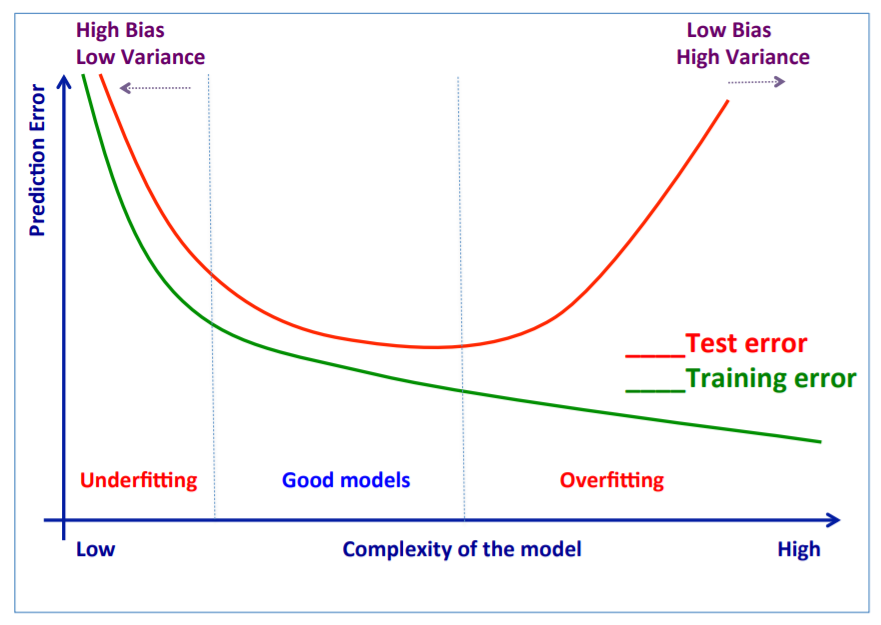 High Bias
Low Variance
Low Bias
High Variance
Prediction Error
____Test error
____Training error
Underfitting
Good models
Overfitting
Low
Complexity of the model
High